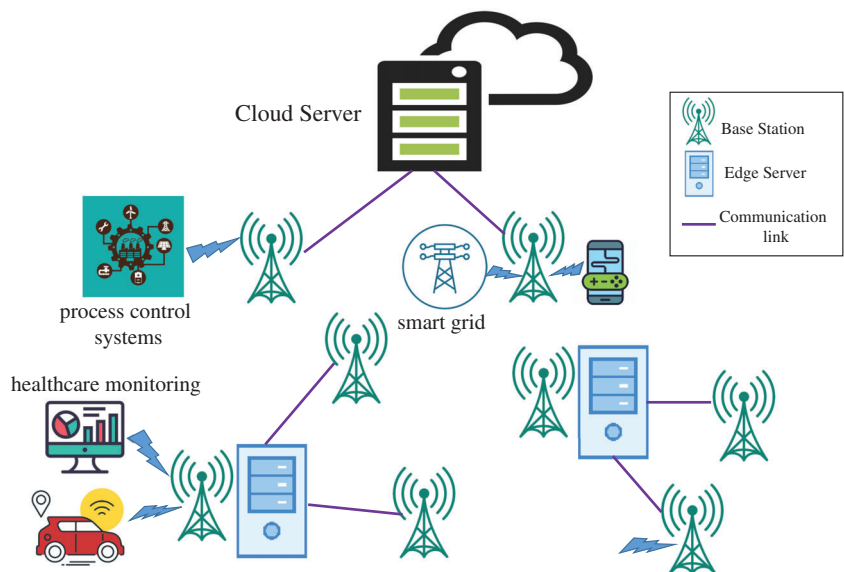 Cloud Server
Base Station
Edge Server
Communication
link
process control
systems
smart grid
healthcare monitoring